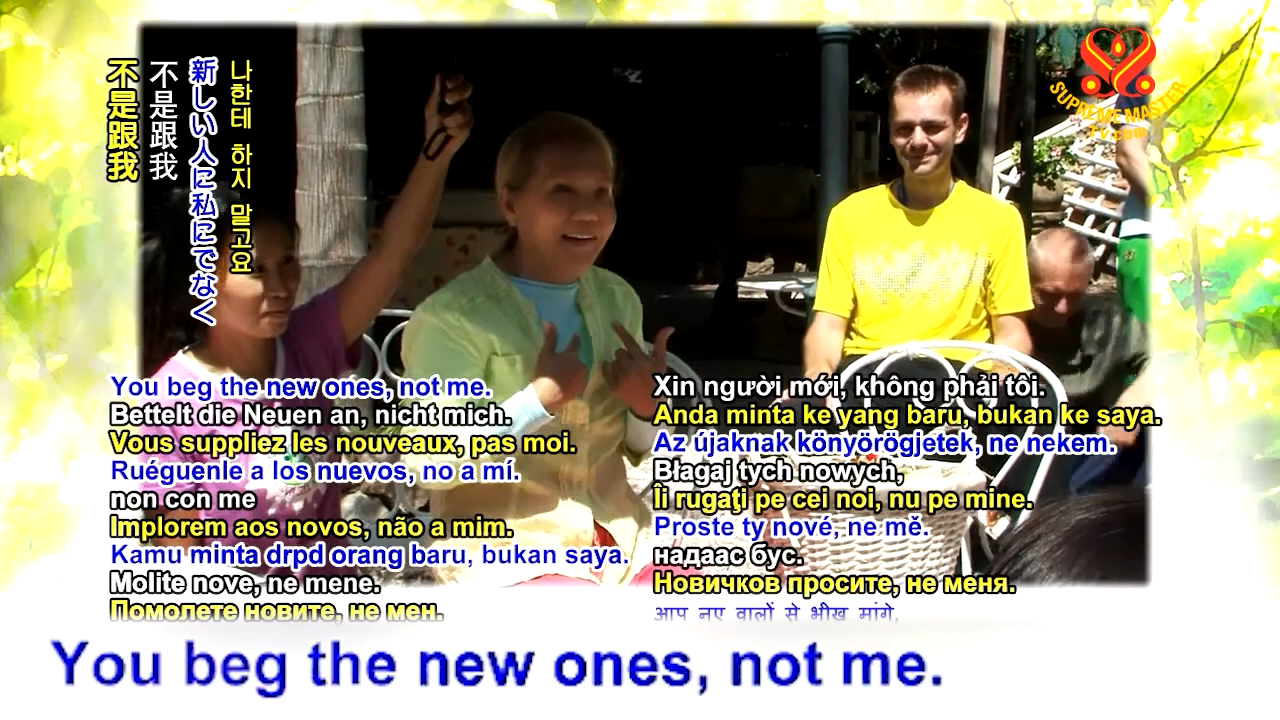 不是跟我
不是跟我
新しい人に私にでなく
나한테 하지 말고요
SUPREME MASTER
TV.com
You beg the new ones, not me.
Bettelt die Neuen an, nicht mich.
Vous suppliez les nouveaux, pas moi.
Ruéguenle a los nuevos, no a mí.
non con me
Implorem aos novos, não a mim.
Kamu minta drpd orang baru, bukan saya.
Molite nove, ne mene.
Помолете новите, не мен.
Xin người mới, không phải tôi.
Anda minta ke yang baru, bukan ke saya.
Az újaknak könyörögjetek, ne nekem.
Błagaj tych nowych,
Îi rugaţi pe cei noi, nu pe mine.
Proste ty nové, ne mě.
надаас бус.
Новичков просите, не меня.
आप नए वालों से भीख मांगे,
You beg the new ones, not me.